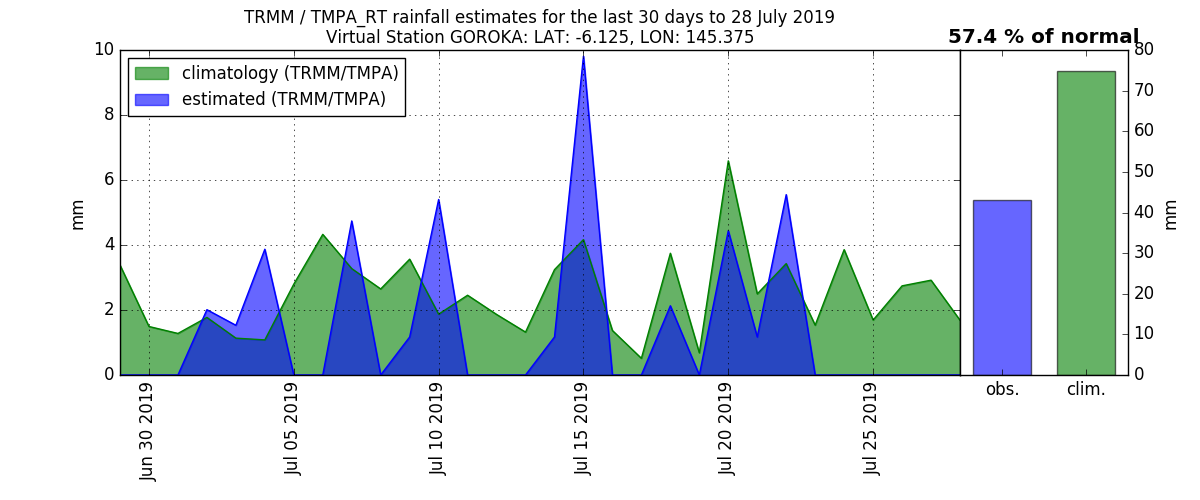 TRMM / TMPA_RT rainfall estimates for the last 30 days to 28 July 2019
Virtual Station GOROKA: LAT: -6.125, LON: 145.375
57.4 % of normal
climatology (TRMM/TMPA)
estimated (TRMM/TMPA)
10
8
6
4
2
0
mm
Jun 30 2019
Jul 05 2019
Jul 10 2019
Jul 15 2019
Jul 20 2019
Jul 25 2019
80
70
60
50
40
30
20
10
0
mm
obs.
clim.